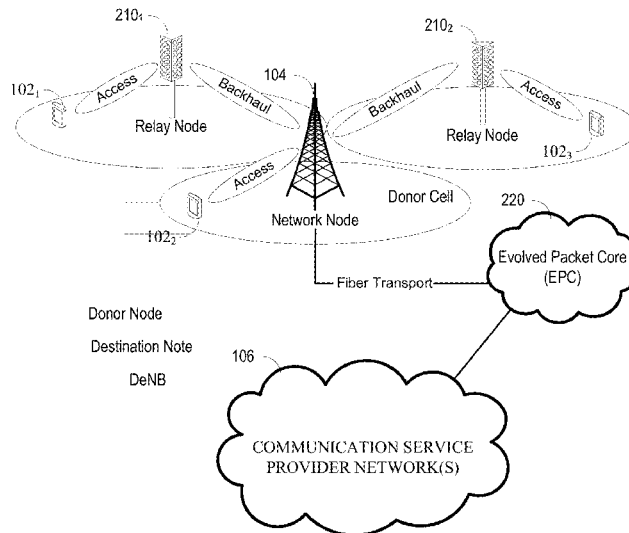 210₁
210₂
104
102₁
Access
Backhaul
Backhaul
Access
Relay Node
Relay Node
102₃
Access
Donor Cell
102₂
Network Node
220
Evolved Packet Core
(EPC)
Fiber Transport
Donor Node
Destination Note
DeNB
106
COMMUNICATION SERVICE
PROVIDER NETWORK(S)